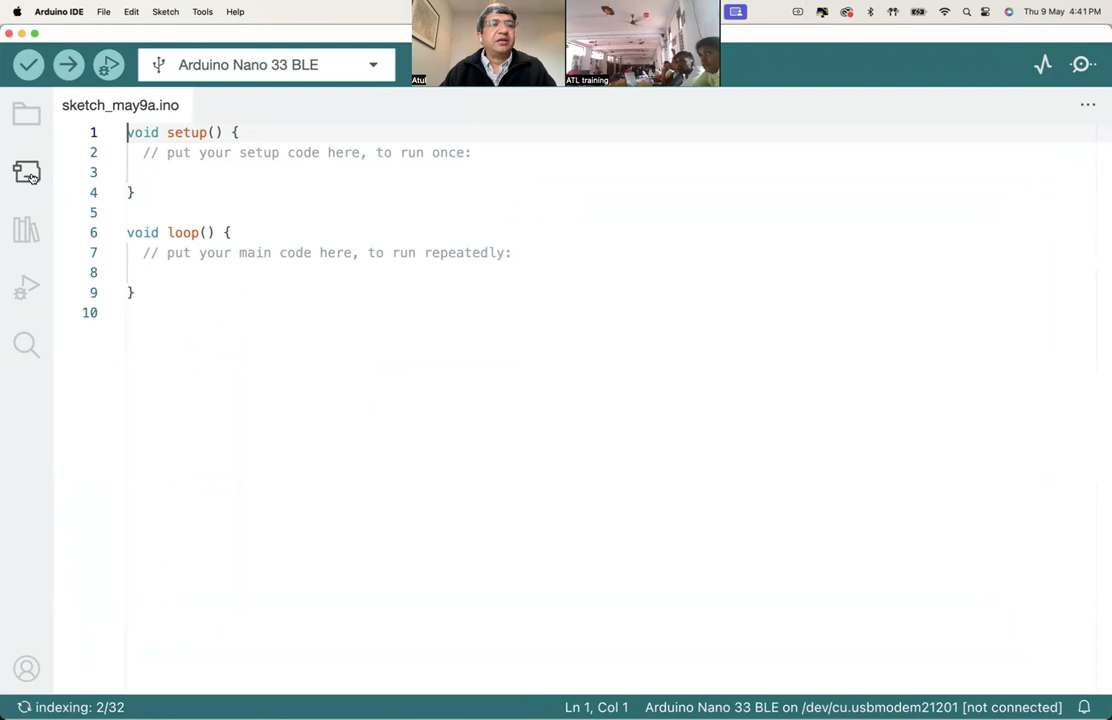 Arduino IDE File Edit Sketch Tools Help
Thu 9 May 4:41 PM
Atul
ATL training
Arduino Nano 33 BLE
sketch_may9a.ino
1 void setup() {
2 // put your setup code here, to run once:
3
4 }
5
6 void loop() {
7 // put your main code here, to run repeatedly:
8
9 }
10
indexing: 2/32
Ln 1, Col 1 Arduino Nano 33 BLE on /dev/cu.usbmodem21201 [not connected]